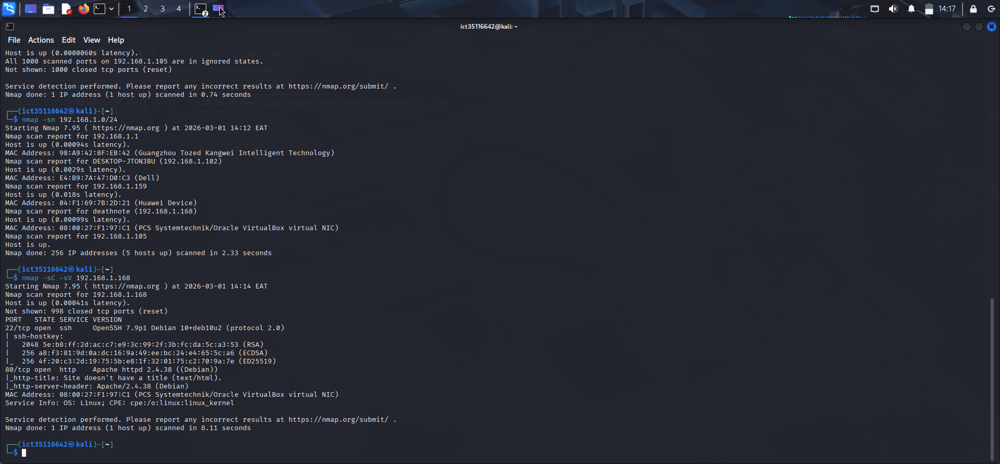 1 2 3 4 2 14:17
ict35116642@kali: ~
File Actions Edit View Help
Host is up (0.0000060s latency).
Screen View: Unique Hosts
All 1000 scanned ports on 192.168.1.105 are in ignored states.
Not shown: 1000 closed tcp ports (reset)
hosts. Total size: 480
Service detection performed. Please report any incorrect results at https://nmap.org/submit/ .
Nmap done: 1 IP address (1 host up) scanned in 0.74 seconds
420 Guangzhou Tozed Kangwei Intelligent Technology Co., LTD
┌──(ict35116642㉿kali)-[~]
1 60 Dell Inc.
└─$ nmap -sn 192.168.1.0/24
Starting Nmap 7.95 ( https://nmap.org ) at 2026-03-01 14:12 EAT
Nmap scan report for 192.168.1.1
Host is up (0.00094s latency).
MAC Address: 98:A9:42:8F:EB:42 (Guangzhou Tozed Kangwei Intelligent Technology)
Nmap scan report for DESKTOP-JTON3BU (192.168.1.102)
Host is up (0.0029s latency).
MAC Address: E4:B9:7A:47:D0:C3 (Dell)
Nmap scan report for 192.168.1.159
Host is up (0.018s latency).
MAC Address: 04:F1:69:7B:2D:21 (Huawei Device)
Nmap scan report for deathnote (192.168.1.168)
Host is up (0.00099s latency).
MAC Address: 08:00:27:F1:97:C1 (PCS Systemtechnik/Oracle VirtualBox virtual NIC)
Nmap scan report for 192.168.1.105
Host is up.
Nmap done: 256 IP addresses (5 hosts up) scanned in 2.33 seconds
┌──(ict35116642㉿kali)-[~]
└─$ nmap -sC -sV 192.168.1.168
Starting Nmap 7.95 ( https://nmap.org ) at 2026-03-01 14:14 EAT
Nmap scan report for 192.168.1.168
Host is up (0.00041s latency).
Not shown: 998 closed tcp ports (reset)
PORT   STATE SERVICE VERSION
22/tcp open  ssh     OpenSSH 7.9p1 Debian 10+deb10u2 (protocol 2.0)
| ssh-hostkey:
|   2048 5e:b8:ff:2d:ac:c7:e9:3c:99:2f:3b:fc:da:5c:a3:53 (RSA)
|   256 a8:f3:81:9d:0a:dc:16:9a:49:ee:bc:24:e4:65:5c:a6 (ECDSA)
|_  256 4f:20:c3:2d:19:75:5b:e8:1f:32:01:75:c2:70:9a:7e (ED25519)
80/tcp open  http    Apache httpd 2.4.38 ((Debian))
|_http-title: Site doesn't have a title (text/html).
|_http-server-header: Apache/2.4.38 (Debian)
MAC Address: 08:00:27:F1:97:C1 (PCS Systemtechnik/Oracle VirtualBox virtual NIC)
Service Info: OS: Linux; CPE: cpe:/o:linux:linux_kernel
Service detection performed. Please report any incorrect results at https://nmap.org/submit/ .
Nmap done: 1 IP address (1 host up) scanned in 8.11 seconds
┌──(ict35116642㉿kali)-[~]
└─$